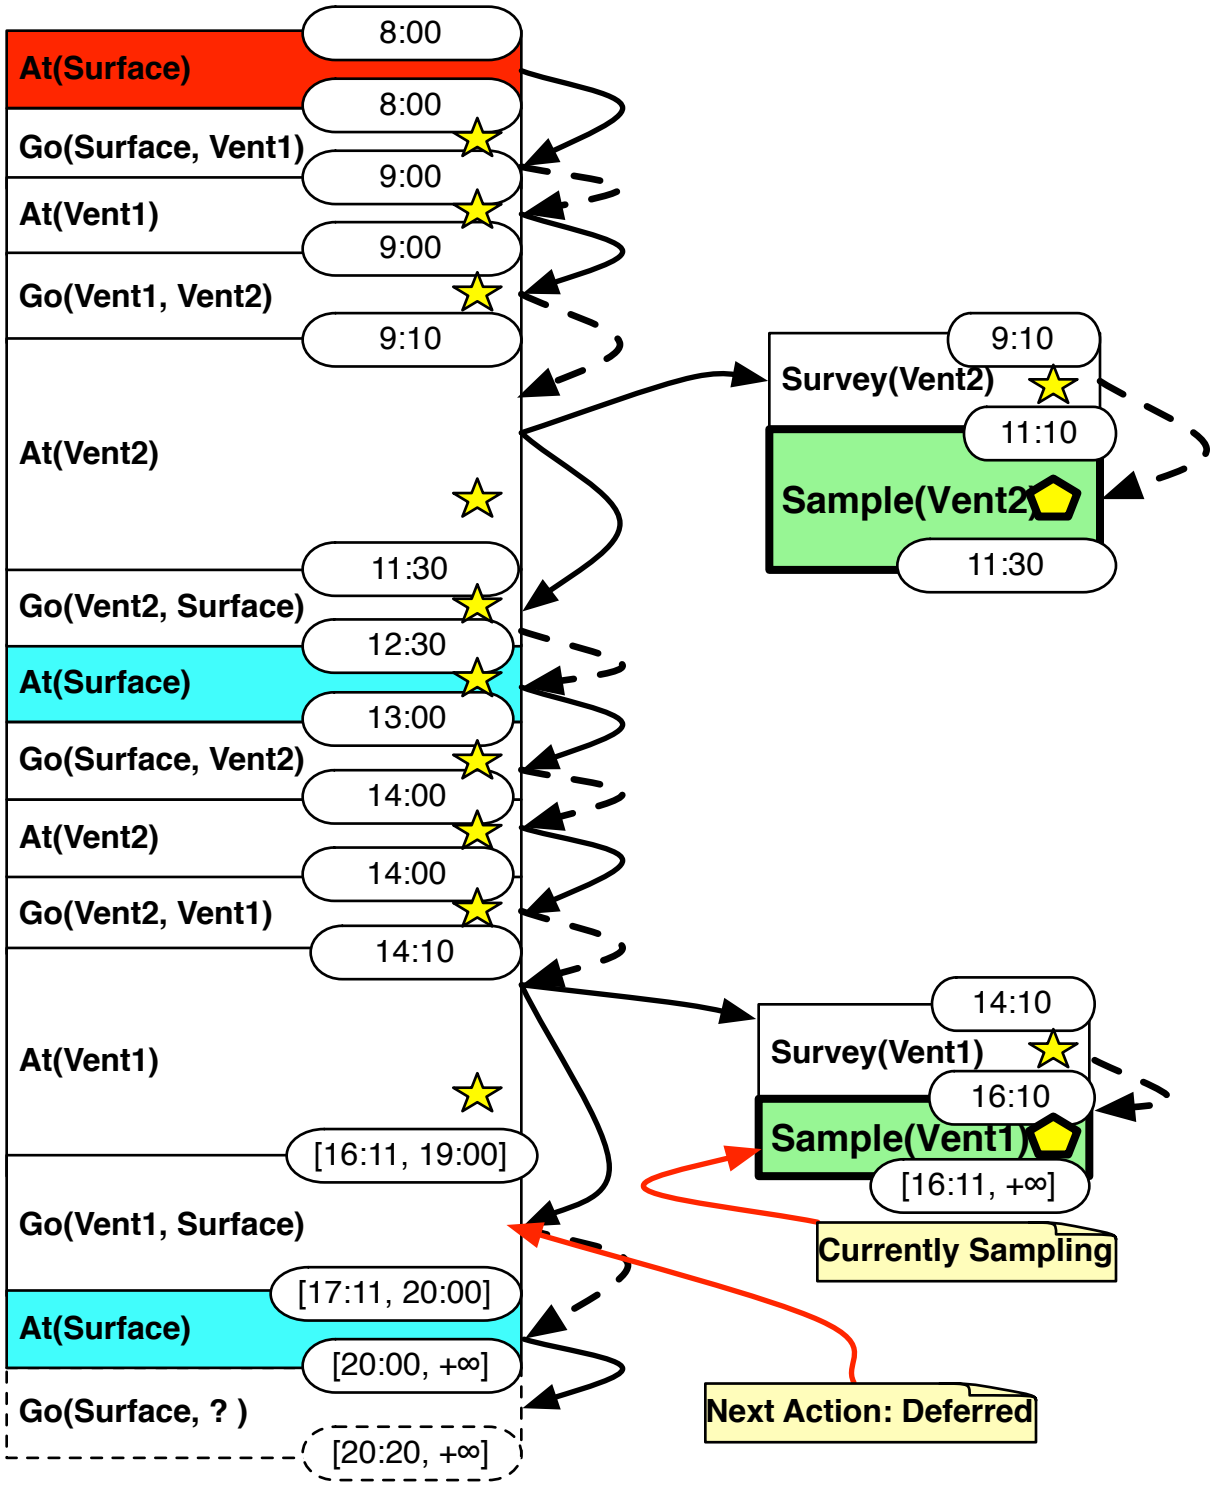 8:00
At(Surface)
8:00
Go(Surface, Vent1)
9:00
At(Vent1)
9:00
Go(Vent1, Vent2)
9:10
At(Vent2)
11:30
Go(Vent2, Surface)
12:30
At(Surface)
13:00
Go(Surface, Vent2)
14:00
At(Vent2)
14:00
Go(Vent2, Vent1)
14:10
At(Vent1)
[16:11, 19:00]
Go(Vent1, Surface)
[17:11, 20:00]
At(Surface)
[20:00, +∞]
Go(Surface, ? )
[20:20, +∞]
9:10
Survey(Vent2)
11:10
Sample(Vent2)
11:30
14:10
Survey(Vent1)
16:10
Sample(Vent1)
[16:11, +∞]
Currently Sampling
Next Action: Deferred